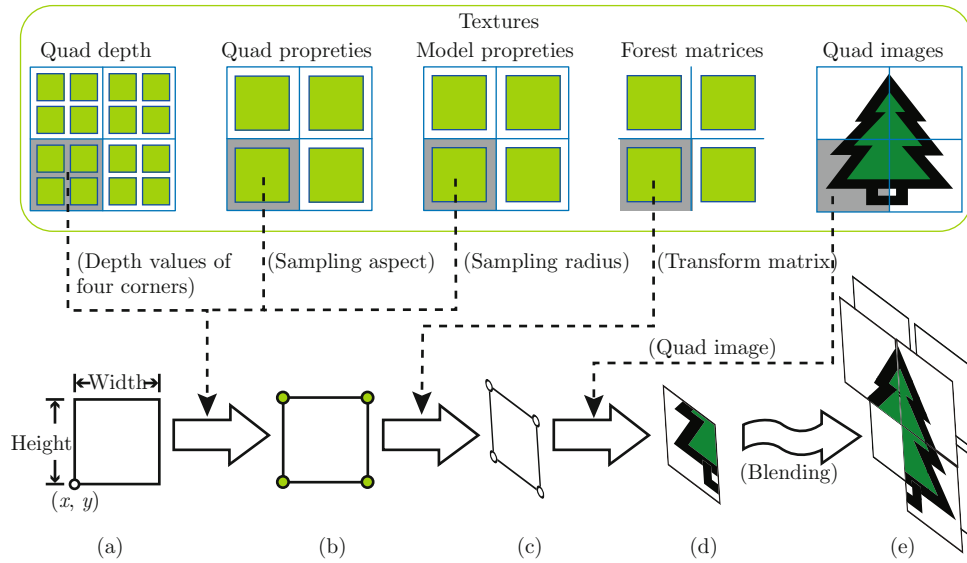 Textures
Quad depth
Quad propreties
Model propreties
Forest matrices
Quad images
(Depth values of
four corners)
(Sampling aspect)
(Sampling radius)
(Transform matrix)
(Quad image)
Width
Height
(x, y)
(Blending)
(a)
(b)
(c)
(d)
(e)